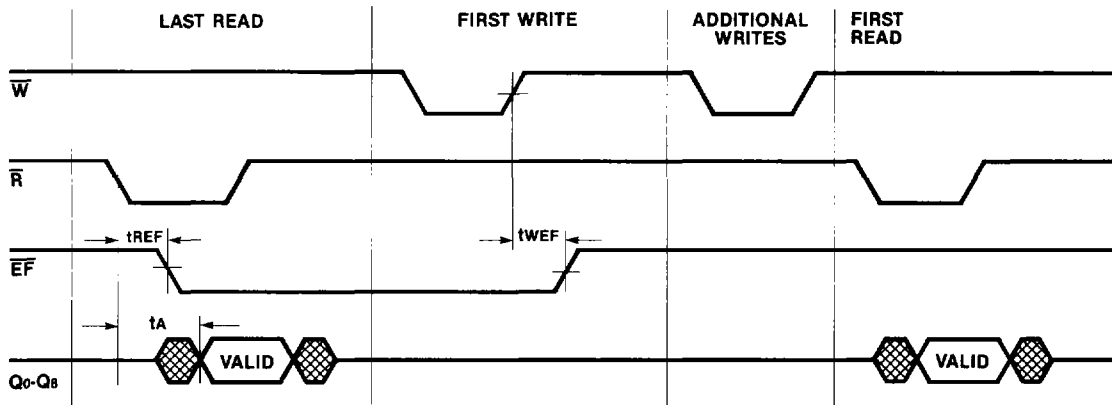 LAST READ
FIRST WRITE
ADDITIONAL
WRITES
FIRST
READ
W
R
tREF
tWEF
EF
tA
VALID
VALID
Q0-Q8